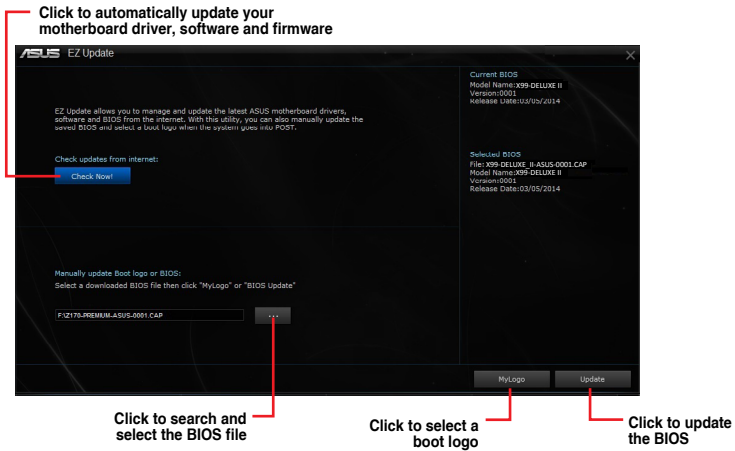 Click to automatically update your
motherboard driver, software and firmware
ASUS EZ Update
EZ Update allows you to manage and update the latest ASUS motherboard drivers,
software and BIOS from the internet. With this utility, you can also manually update the
saved BIOS and select a boot logo when the system goes into POST.
Check updates from internet:
Check Now!
Manually update Boot logo or BIOS:
Select a downloaded BIOS file then click "MyLogo" or "BIOS Update"
F:\Z170-PREMIUM-ASUS-0001.CAP
...
Current BIOS
Model Name:X99-DELUXE II
Version:0001
Release Date:03/05/2014
Selected BIOS
File: X99-DELUXE_II-ASUS-0001.CAP
Model Name:X99-DELUXE II
Version:0001
Release Date:03/05/2014
MyLogo
Update
Click to search and
select the BIOS file
Click to select a
boot logo
Click to update
the BIOS